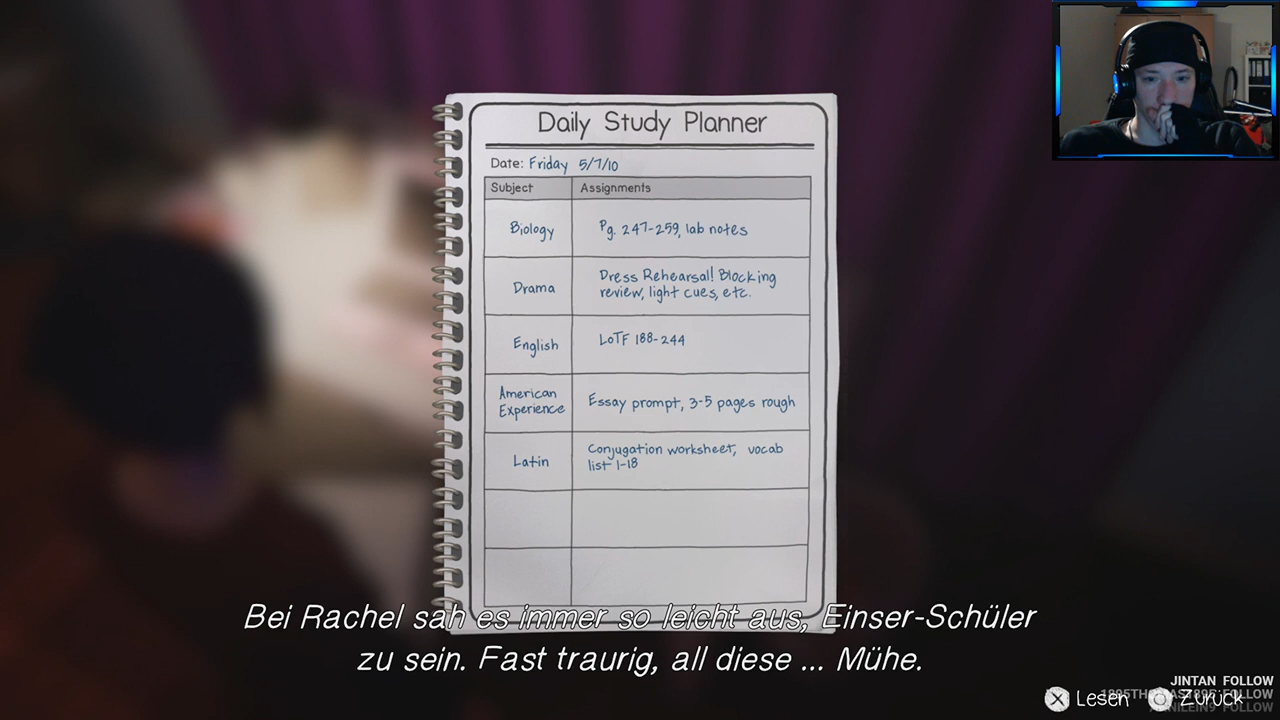 Daily Study Planner
Date: Friday 5/7/10
Subject Assignments
Biology Pg. 247-259, lab notes
Drama Dress Rehearsal! Blocking
review, light cues, etc.
English LoTF 188-244
American
Experience Essay prompt, 3-5 pages rough
Latin Conjugation worksheet, vocab
list 1-18
Bei Rachel sah es immer so leicht aus, Einser-Schüler
zu sein. Fast traurig, all diese ... Mühe.
JINTAN FOLLOW
Lesen Zurück
FOLLOW